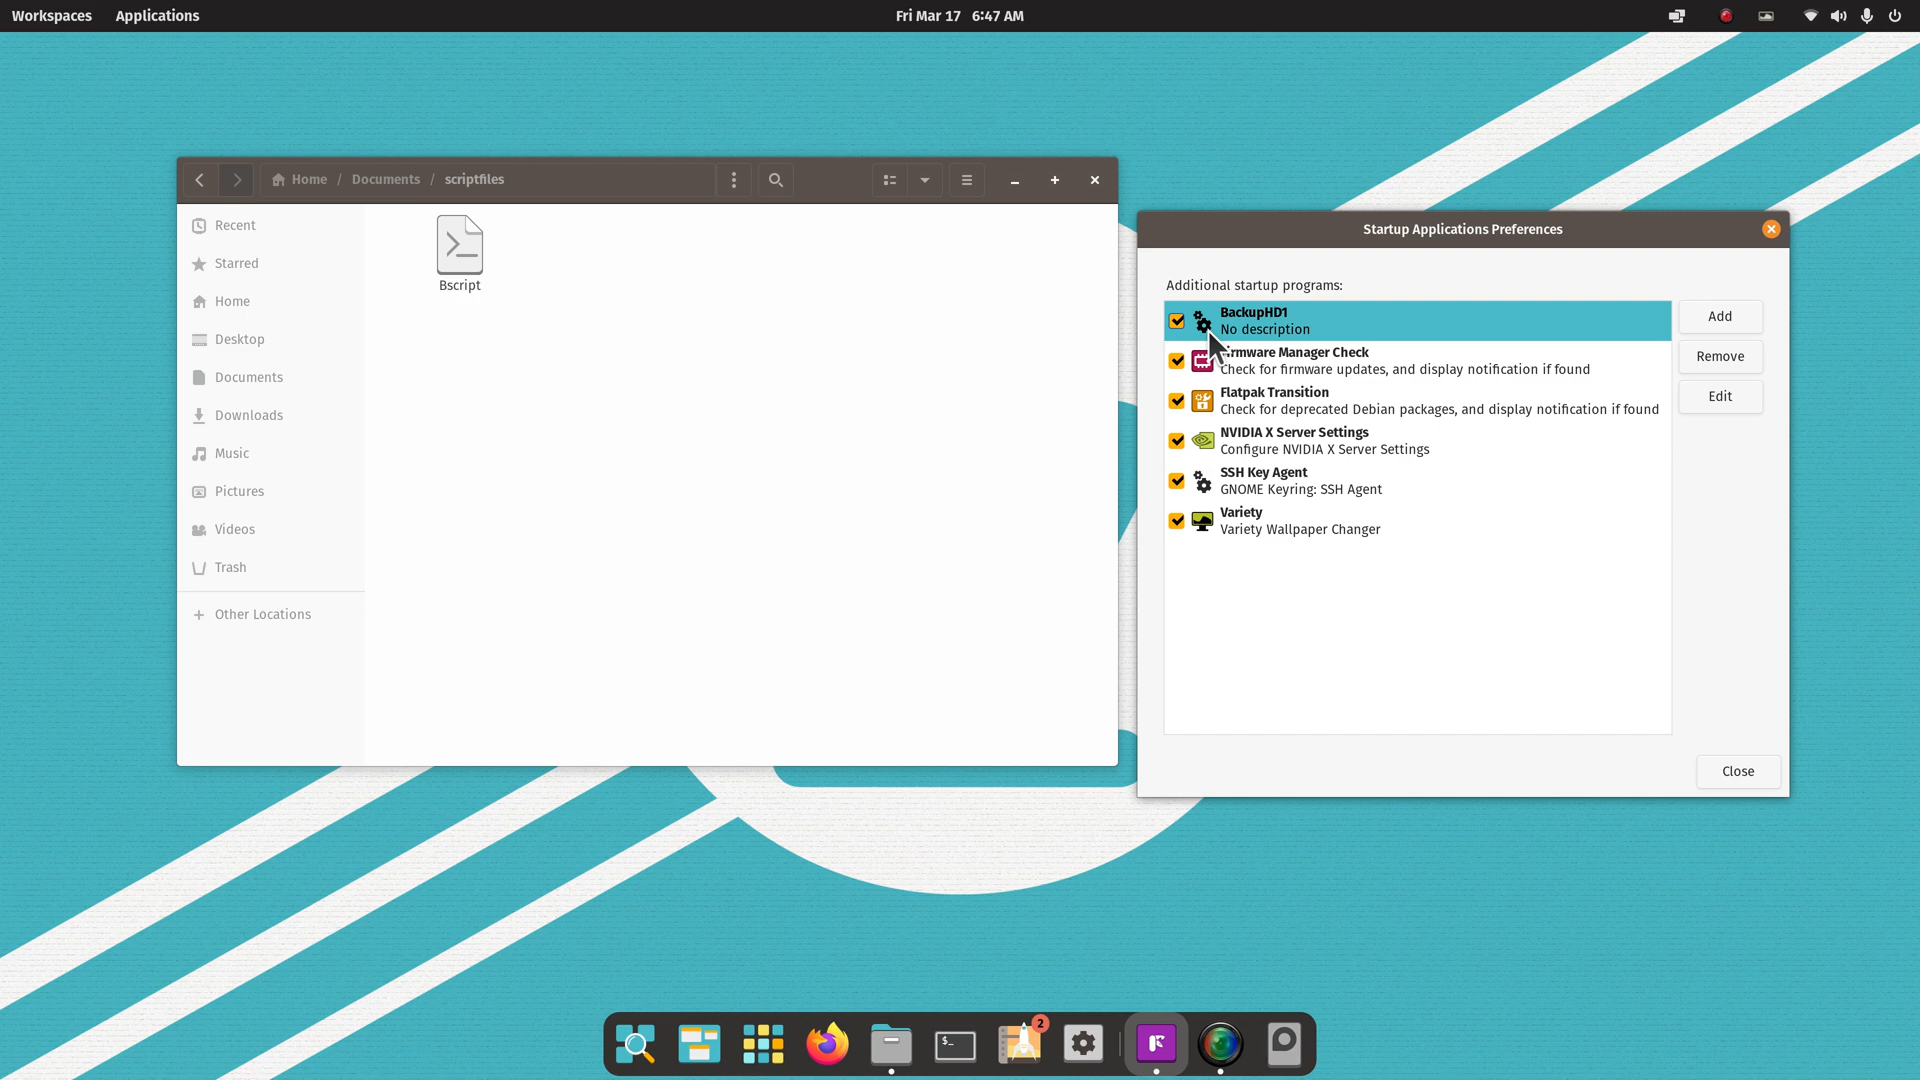 Workspaces Applications Fri Mar 17 6:47 AM
Home / Documents / scriptfiles
Recent
Starred
Home
Desktop
Documents
Downloads
Music
Pictures
Videos
Trash
Other Locations
Bscript
Startup Applications Preferences
Additional startup programs:
BackupHD1
No description
irmware Manager Check
Check for firmware updates, and display notification if found
Flatpak Transition
Check for deprecated Debian packages, and display notification if found
NVIDIA X Server Settings
Configure NVIDIA X Server Settings
SSH Key Agent
GNOME Keyring: SSH Agent
Variety
Variety Wallpaper Changer
Add
Remove
Edit
Close
$_
2